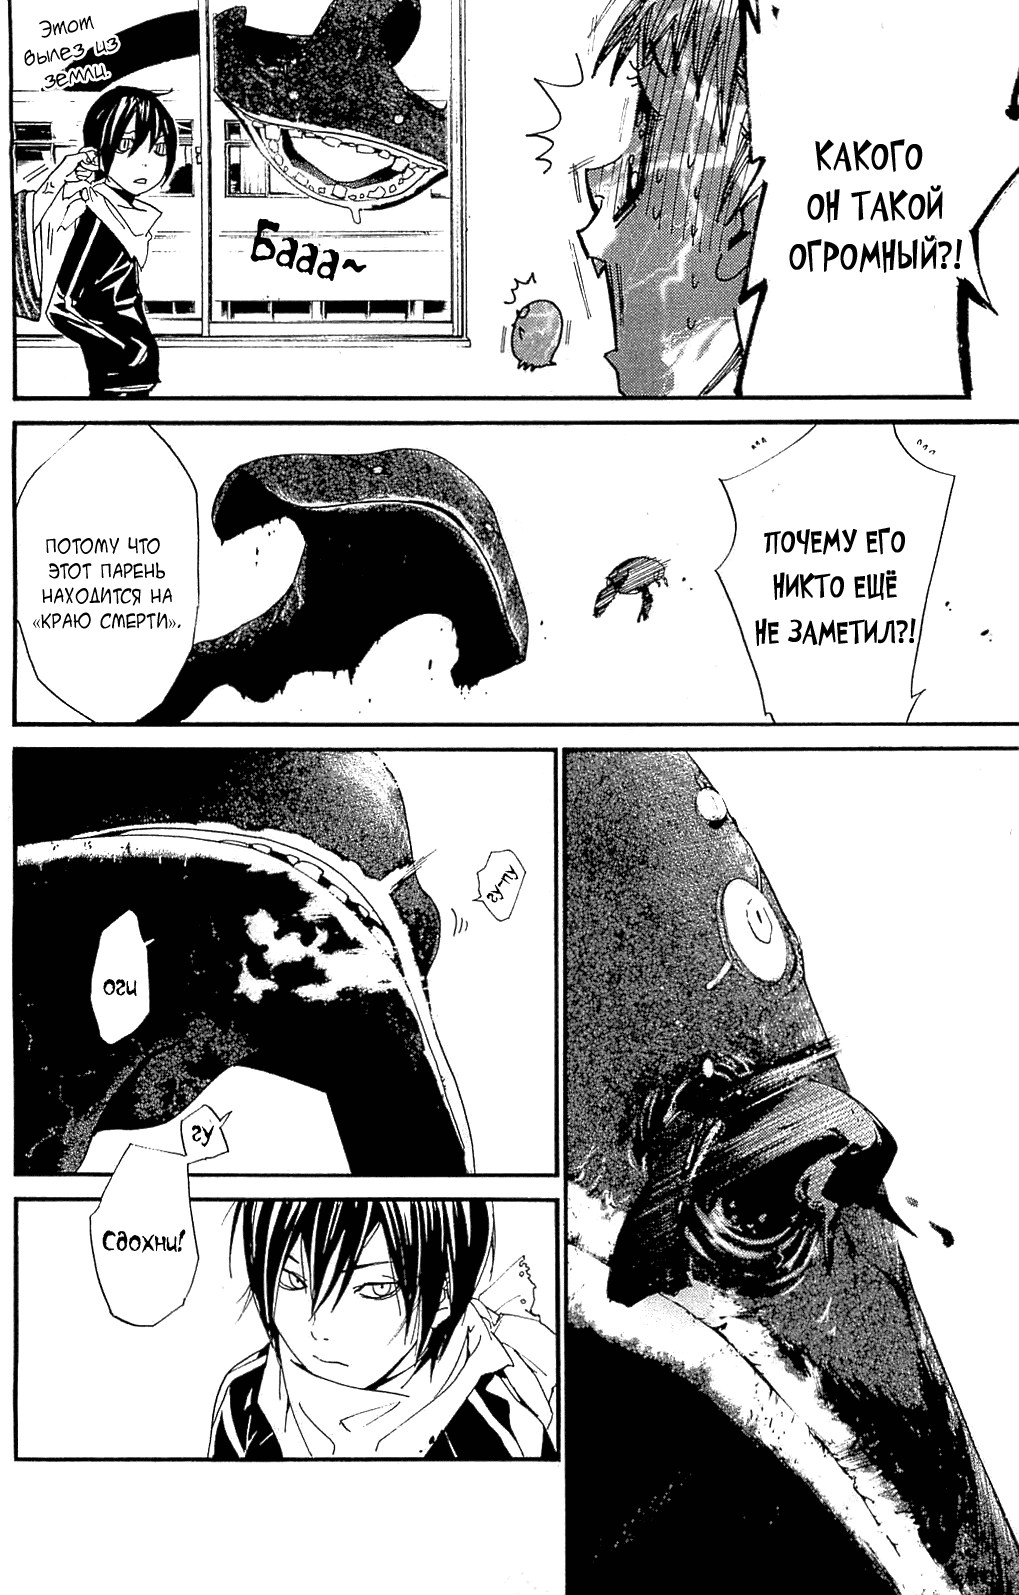 КАКОГО
ОН ТАКОЙ
ОГРОМНЫЙ?!
Бааа~
Этот
вылез из
земли.
ПОЧЕМУ ЕГО
НИКТО ЕЩЁ
НЕ ЗАМЕТИЛ?!
ПОТОМУ ЧТО
ЭТОТ ПАРЕНЬ
НАХОДИТСЯ НА
«КРАЮ СМЕРТИ».
гу-гу
оги
гу
Сдохни!